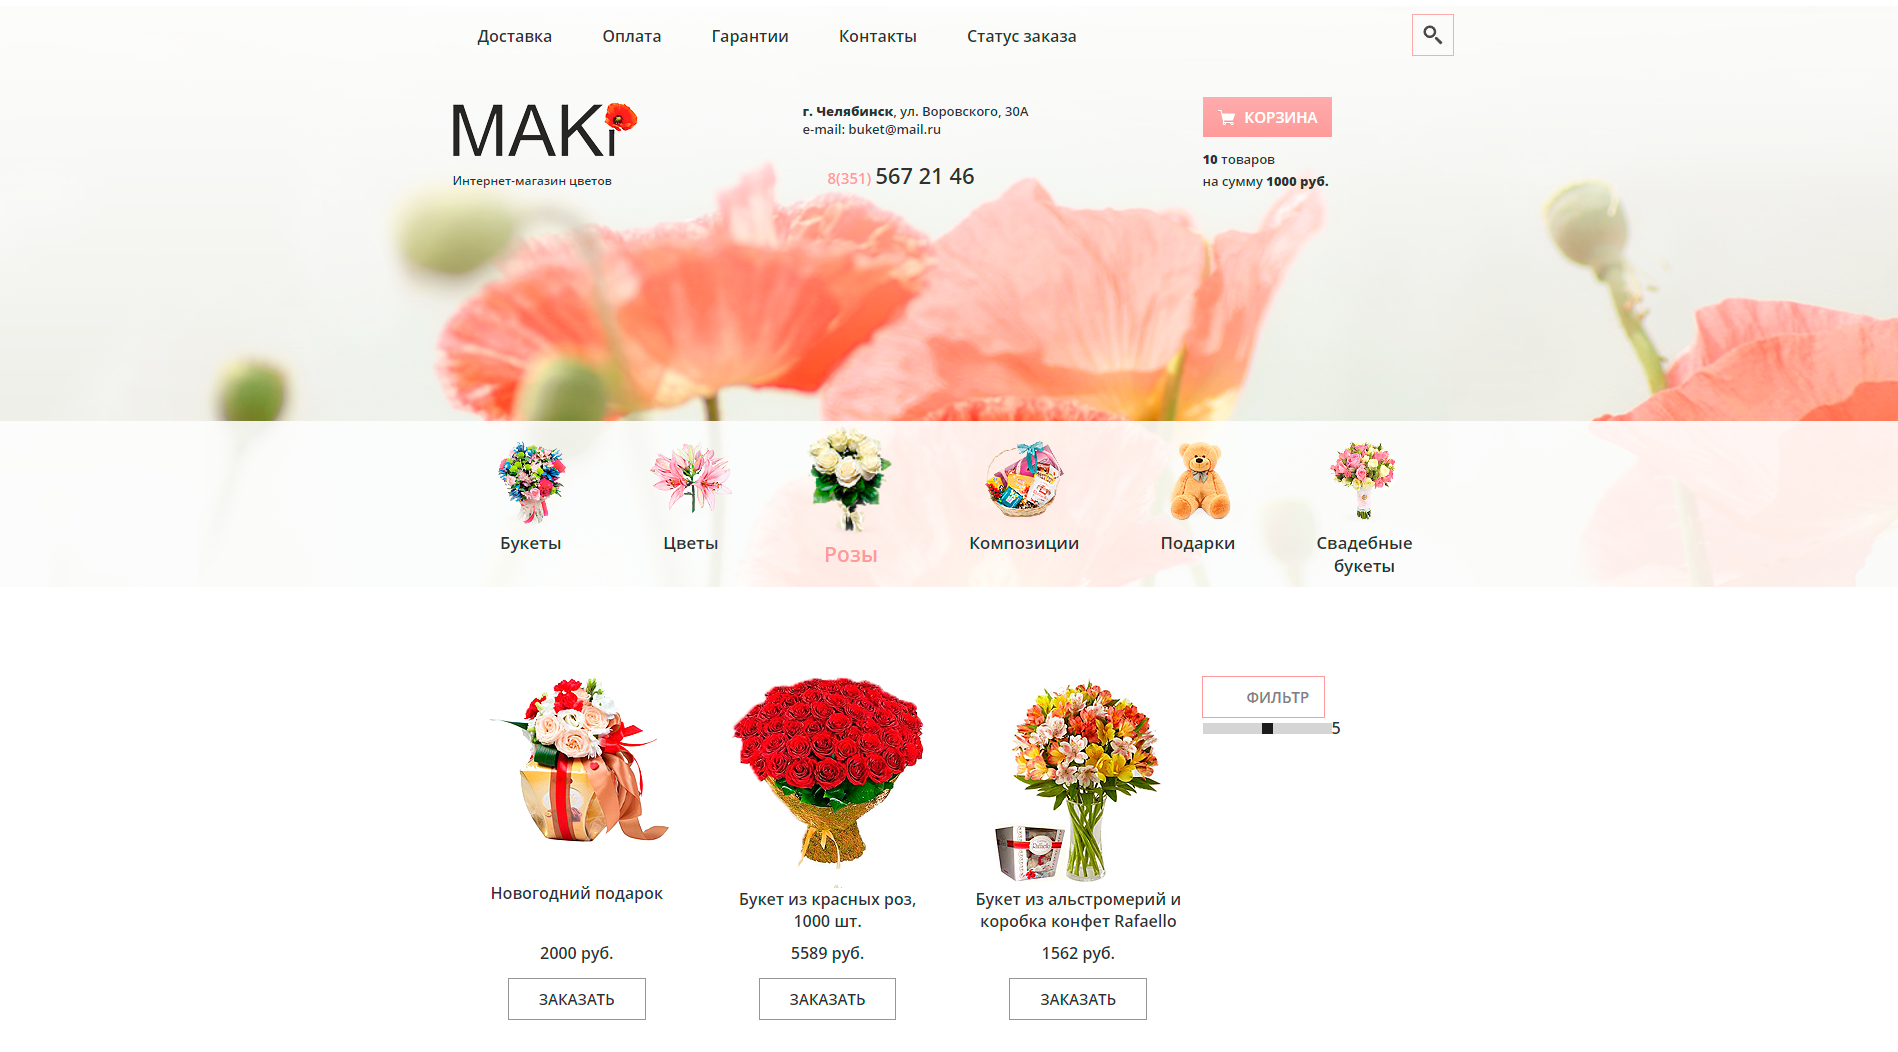 Доставка
Оплата
Гарантии
Контакты
Статус заказа
MAKi
Интернет-магазин цветов
г. Челябинск, ул. Воровского, 30А
e-mail: buket@mail.ru
8(351) 567 21 46
КОРЗИНА
10 товаров
на сумму 1000 руб.
Букеты
Цветы
Розы
Композиции
Подарки
Свадебные
букеты
ФИЛЬТР
5
Новогодний подарок
2000 руб.
ЗАКАЗАТЬ
Букет из красных роз,
1000 шт.
5589 руб.
ЗАКАЗАТЬ
Rafaello
Букет из альстромерий и
коробка конфет Rafaello
1562 руб.
ЗАКАЗАТЬ